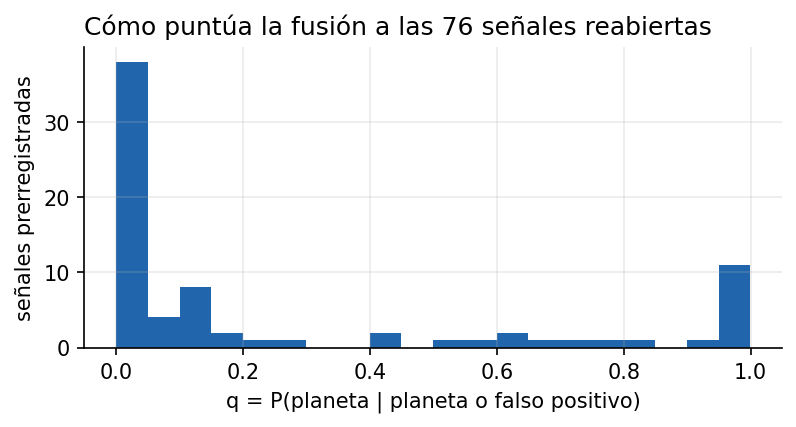 Cómo puntúa la fusión a las 76 señales reabiertas
señales prerregistradas
30
20
10
0
0.0 0.2 0.4 0.6 0.8 1.0
q = P(planeta | planeta o falso positivo)